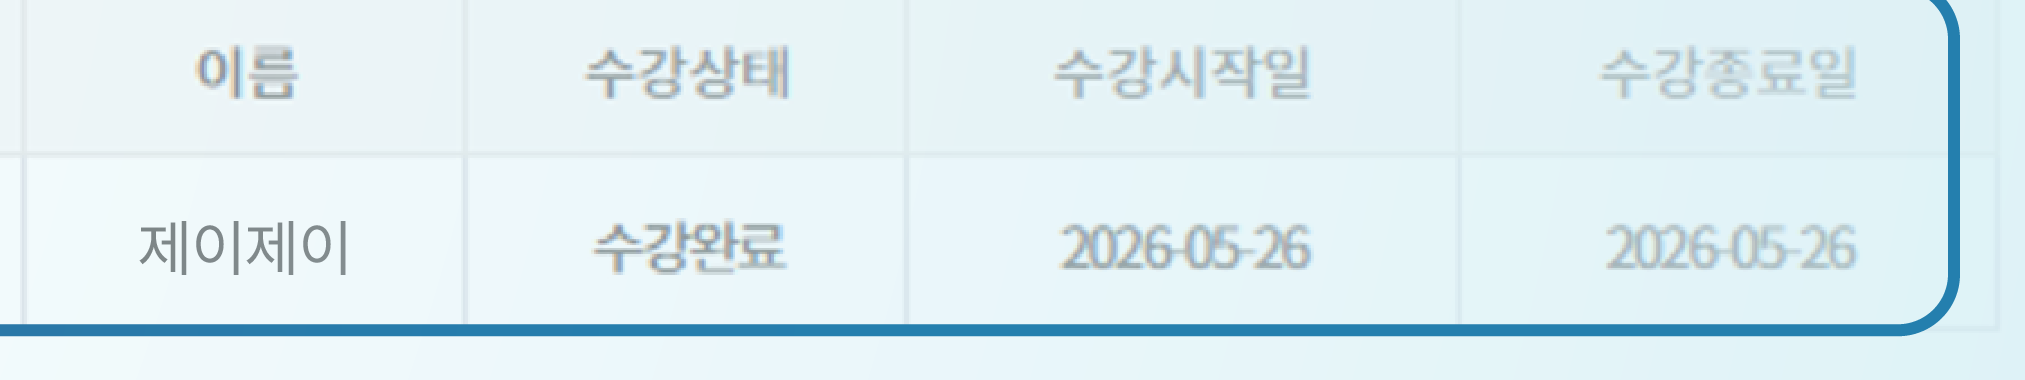 이름 수강상태 수강시작일 수강종료일
제이제이 수강완료 2026-05-26 2026-05-26